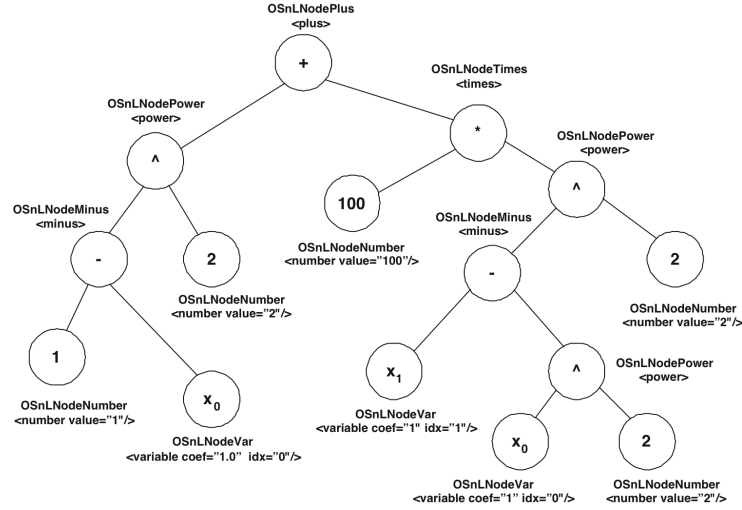 OSnLNodePlus
<plus>
+
OSnLNodeTimes
<times>
*
OSnLNodePower
<power>
^
OSnLNodePower
<power>
^
OSnLNodeMinus
<minus>
-
2
OSnLNodeNumber
<number value=”2"/>
100
OSnLNodeNumber
<number value=”100”/>
OSnLNodeMinus
<minus>
-
2
OSnLNodeNumber
<number value=”2"/>
1
OSnLNodeNumber
<number value=”1"/>
x0
OSnLNodeVar
<variable coef=”1.0” idx=”0"/>
x1
OSnLNodeVar
<variable coef=”1" idx=”1"/>
^
OSnLNodePower
<power>
x0
OSnLNodeVar
<variable coef=”1” idx=”0"/>
2
OSnLNodeNumber
<number value=”2"/>